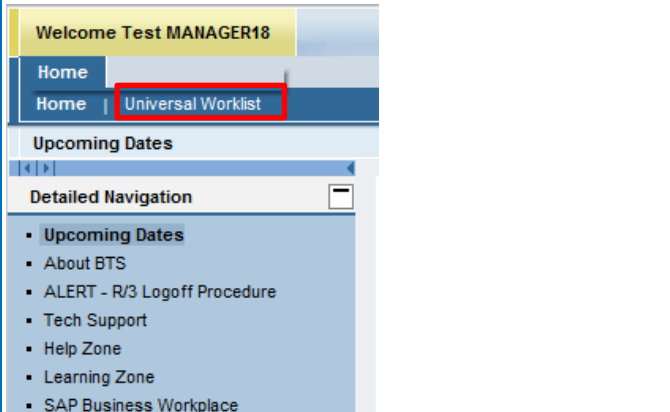 Welcome Test MANAGER18
Home
Home | Universal Worklist
Upcoming Dates
Detailed Navigation
Upcoming Dates
About BTS
ALERT - R/3 Logoff Procedure
Tech Support
Help Zone
Learning Zone
SAP Business Workplace